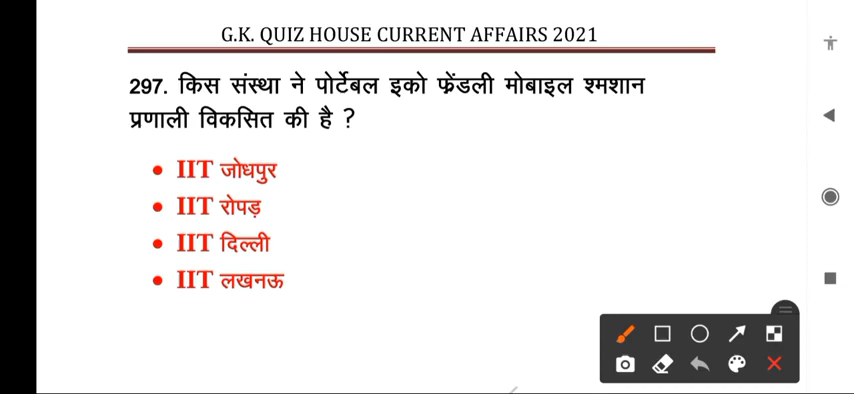 G.K. QUIZ HOUSE CURRENT AFFAIRS 2021
297. किस संस्था ने पोर्टेबल इको फ्रेंडली मोबाइल श्मशान
प्रणाली विकसित की है ?
• IIT जोधपुर
• IIT रोपड़
• IIT दिल्ली
• IIT लखनऊ